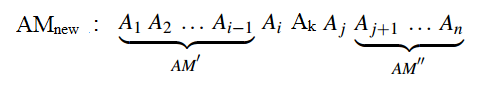 AM_new : A_1 A_2 … A_{i−1} A_i A_k A_j A_{j+1} … A_n
AM′ AM″